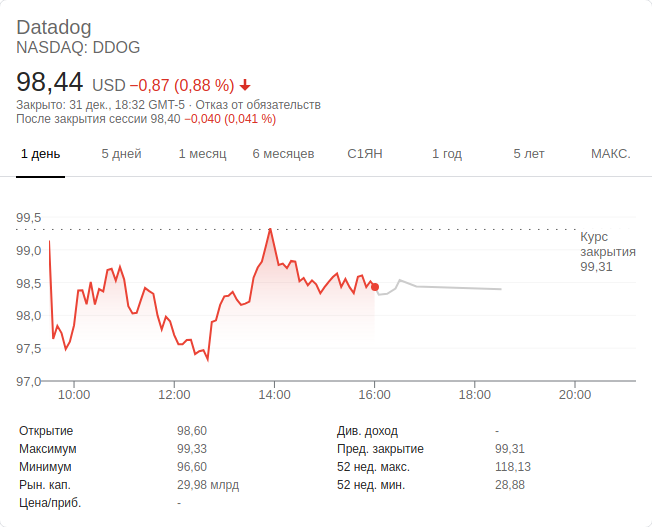 Datadog
NASDAQ: DDOG
98,44 USD −0,87 (0,88 %)
Закрыто: 31 дек., 18:32 GMT-5 · Отказ от обязательств
После закрытия сессии 98,40 −0,040 (0,041 %)
1 день 5 дней 1 месяц 6 месяцев С1ЯН 1 год 5 лет МАКС.
99,5
99,0
98,5
98,0
97,5
97,0
Курс
закрытия
99,31
10:00 12:00 14:00 16:00 18:00 20:00
Открытие 98,60 Див. доход -
Максимум 99,33 Пред. закрытие 99,31
Минимум 96,60 52 нед. макс. 118,13
Рын. кап. 29,98 млрд 52 нед. мин. 28,88
Цена/приб. -